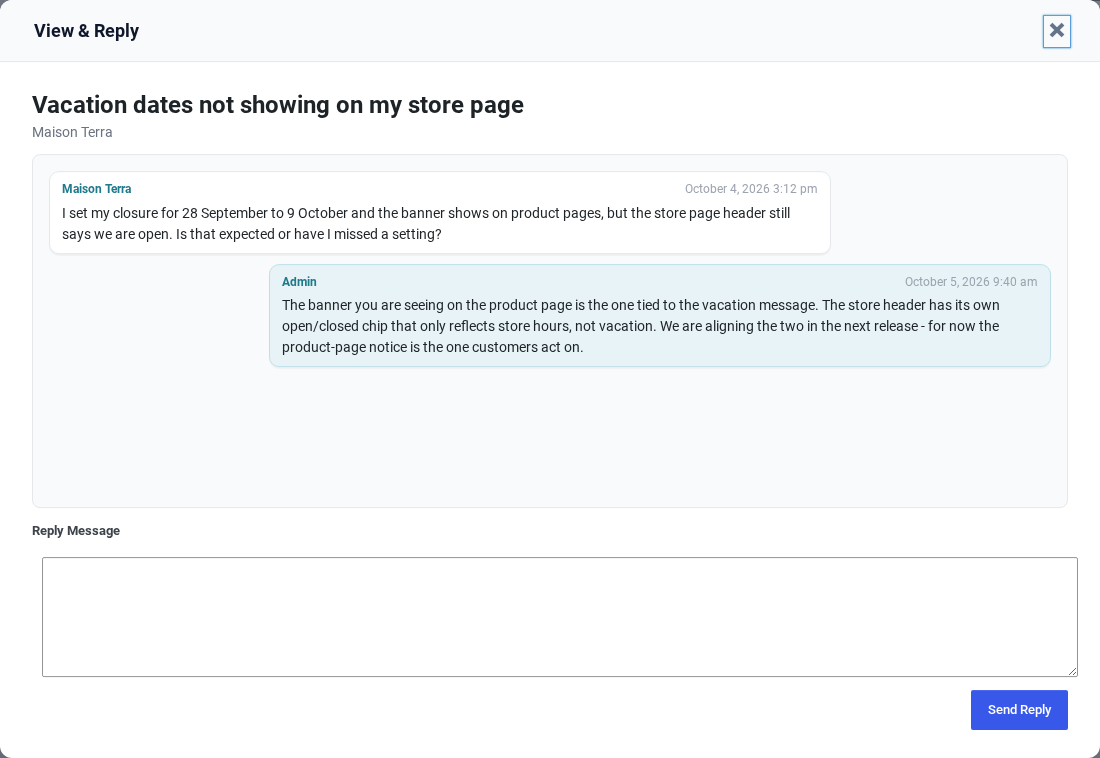 View & Reply
Vacation dates not showing on my store page
Maison Terra
Maison Terra
October 4, 2026 3:12 pm
I set my closure for 28 September to 9 October and the banner shows on product pages, but the store page header still
says we are open. Is that expected or have I missed a setting?
Admin
October 5, 2026 9:40 am
The banner you are seeing on the product page is the one tied to the vacation message. The store header has its own
open/closed chip that only reflects store hours, not vacation. We are aligning the two in the next release - for now the
product-page notice is the one customers act on.
Reply Message
Send Reply